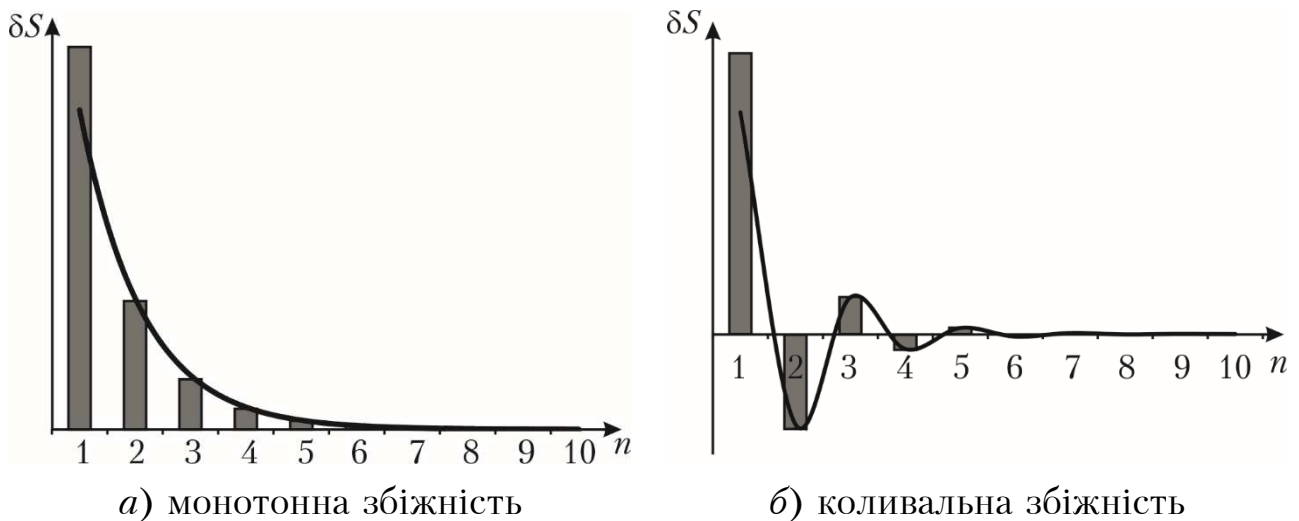 δS
1 2 3 4 5 6 7 8 9 10 n
а) монотонна збіжність
δS
1 2 3 4 5 6 7 8 9 10 n
б) коливальна збіжність